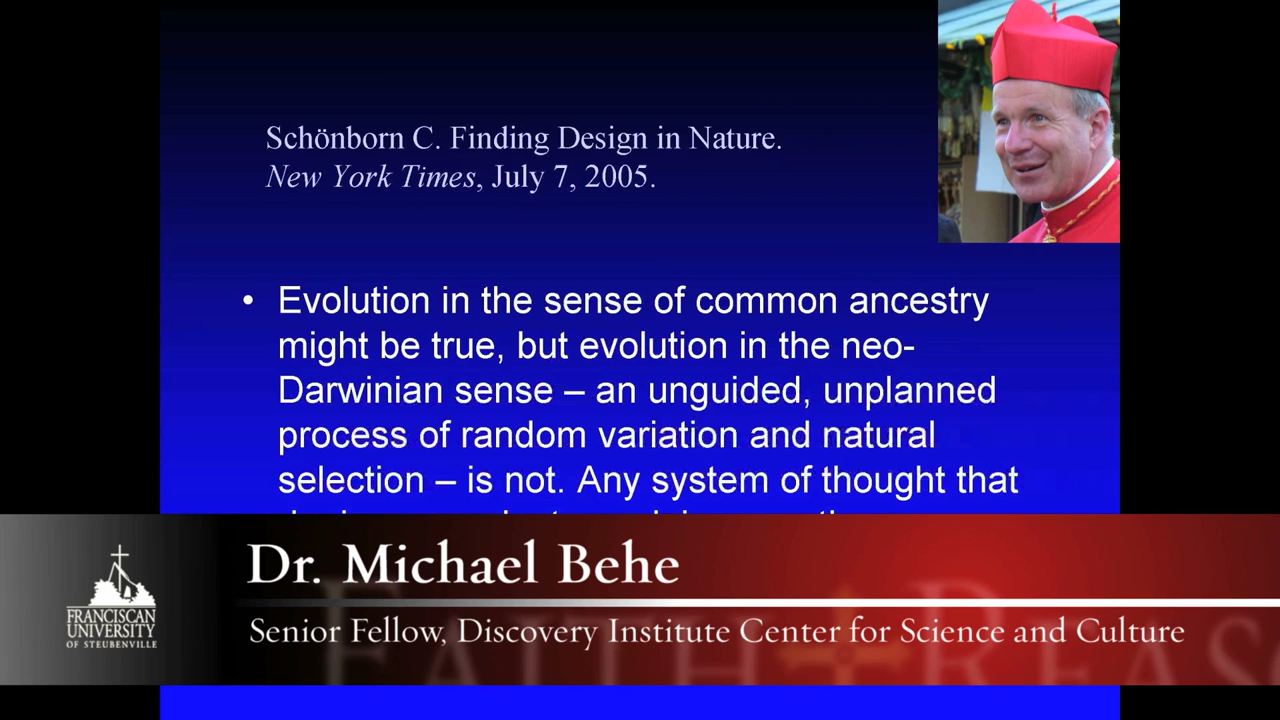 Schönborn C. Finding Design in Nature.
New York Times, July 7, 2005.
• Evolution in the sense of common ancestry
might be true, but evolution in the neo-
Darwinian sense – an unguided, unplanned
process of random variation and natural
selection – is not. Any system of thought that
Dr. Michael Behe
Senior Fellow, Discovery Institute Center for Science and Culture
FRANCISCAN
UNIVERSITY
OF STEUBENVILLE
FAITH REASO